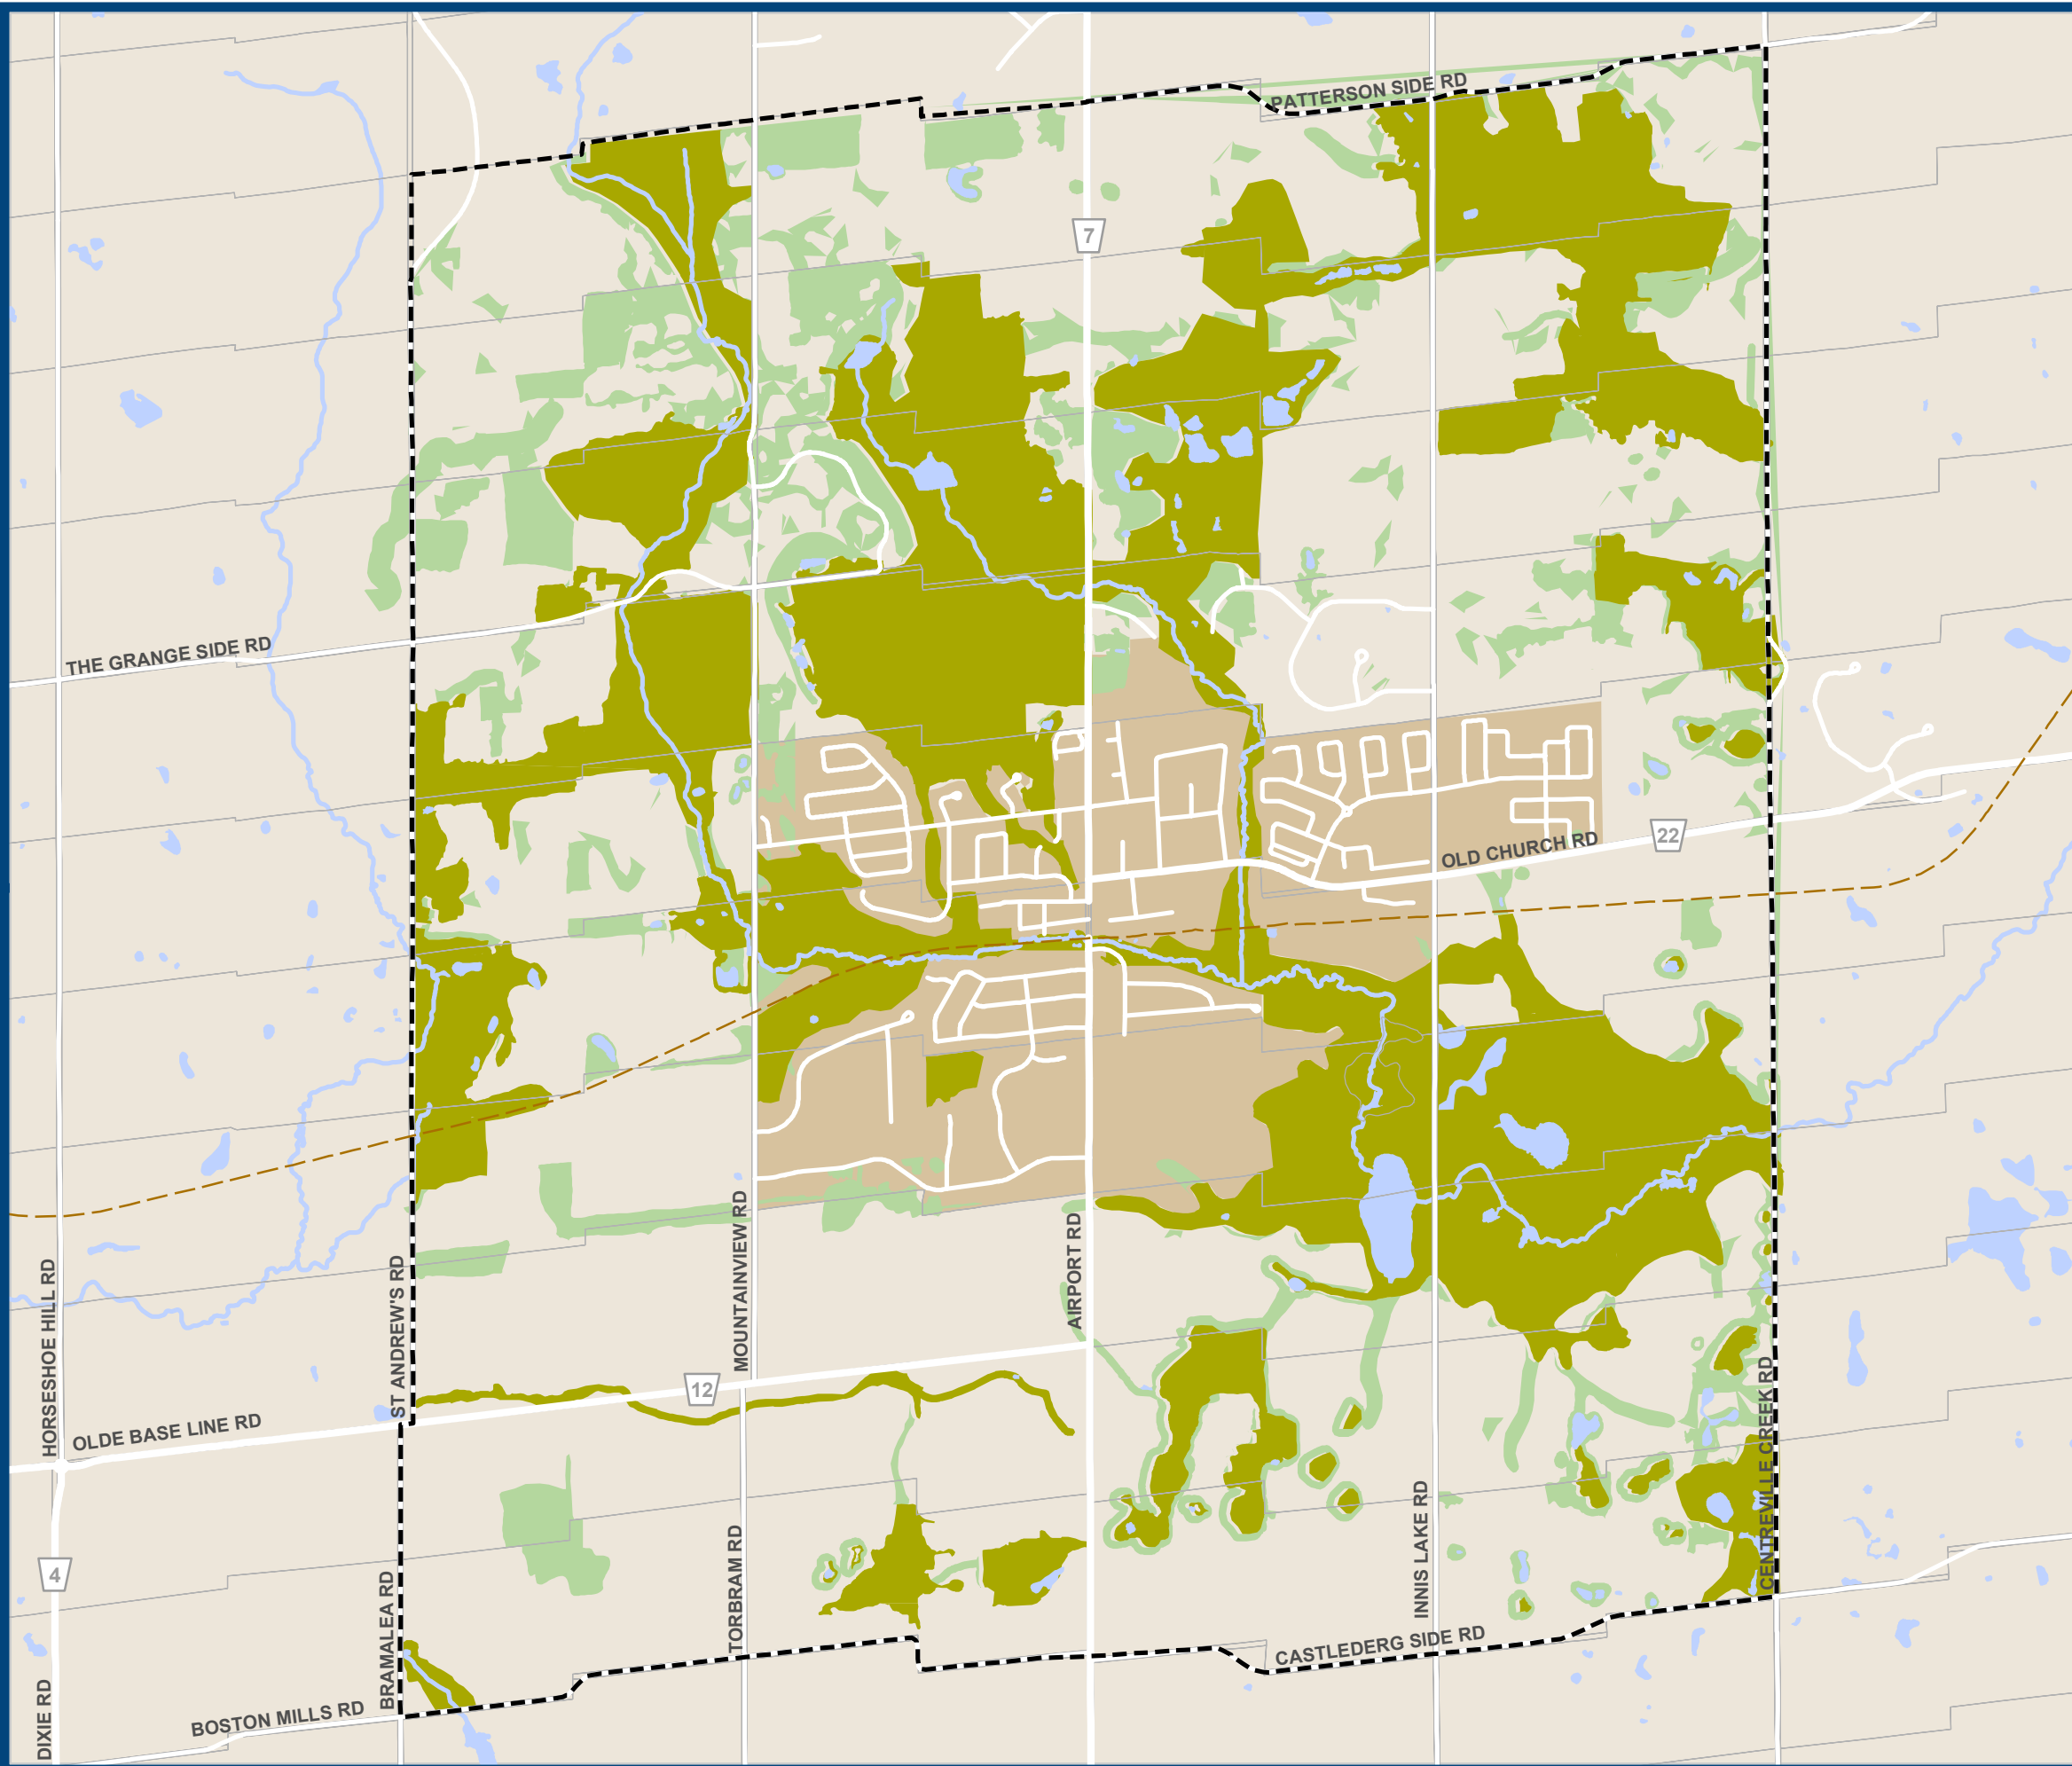 PATTERSON SIDE RD
7
THE GRANGE SIDE RD
22
OLD CHURCH RD
HORSESHOE HILL RD
ST ANDREW'S RD
MOUNTAINVIEW RD
AIRPORT RD
12
OLDE BASE LINE RD
CENTREVILLE CREEK RD
INNIS LAKE RD
4
TORBRAM RD
BRAMALEA RD
CASTLEDERG SIDE RD
DIXIE RD
BOSTON MILLS RD